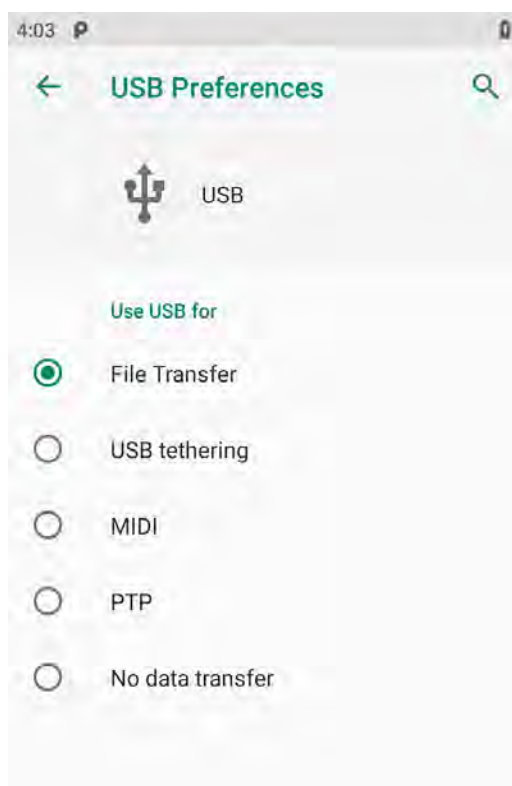 4:03
USB Preferences
USB
Use USB for
File Transfer
USB tethering
MIDI
PTP
No data transfer